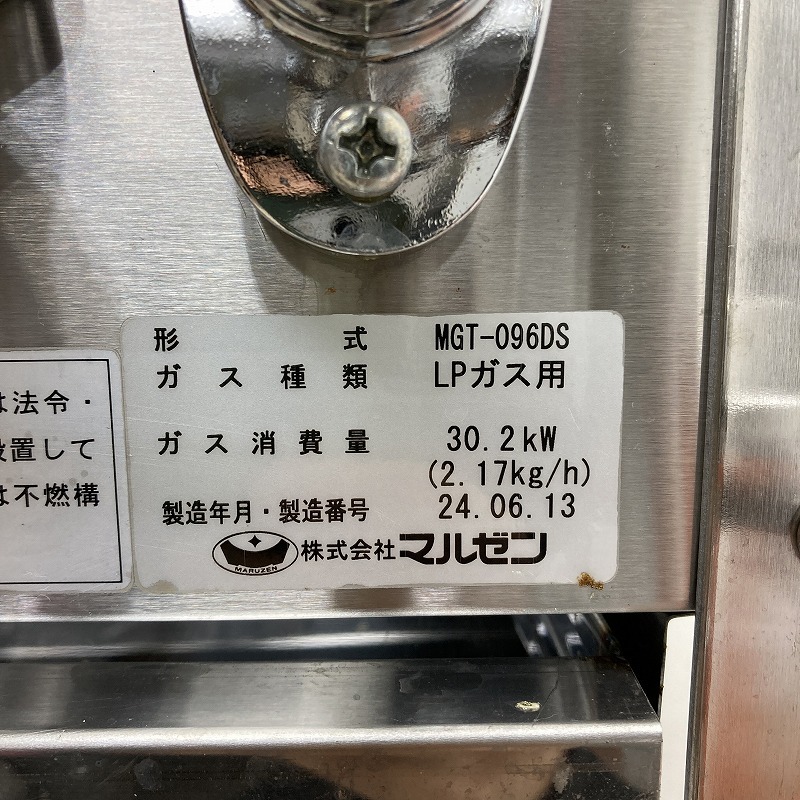 形式 MGT-096DS
ガス種類 LPガス用
ガス消費量 30.2kW
(2.17kg/h)
製造年月・製造番号 24.06.13
MARUZEN 株式会社マルゼン
は法令・
設置して
は不燃構